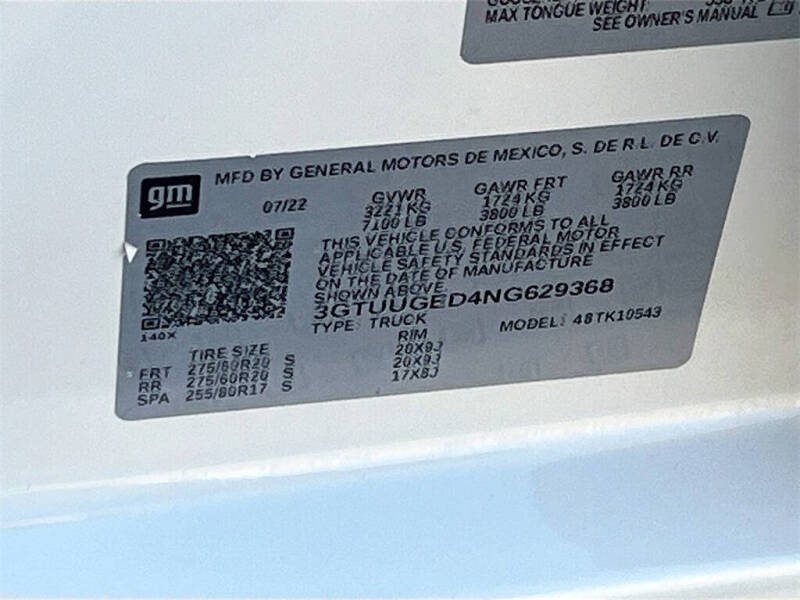 MAX TONGUE WEIGHT
SEE OWNER'S MANUAL
gm
MFD BY GENERAL MOTORS DE MEXICO, S. DE R.L. DE C.V.
07/22 GVWR GAWR FRT GAWR RR
3221 KG 1724 KG 1724 KG
7100 LB 3800 LB 3800 LB
THIS VEHICLE CONFORMS TO ALL
APPLICABLE U.S. FEDERAL MOTOR
VEHICLE SAFETY STANDARDS IN EFFECT
ON THE DATE OF MANUFACTURE
SHOWN ABOVE.
3GTUUGED4NG629368
140X TYPE: TRUCK MODEL: 48TK10543
TIRE SIZE RIM
FRT 275/60R20 S 20X9J
RR 275/60R20 S 20X9J
SPA 255/80R17 S 17X8J